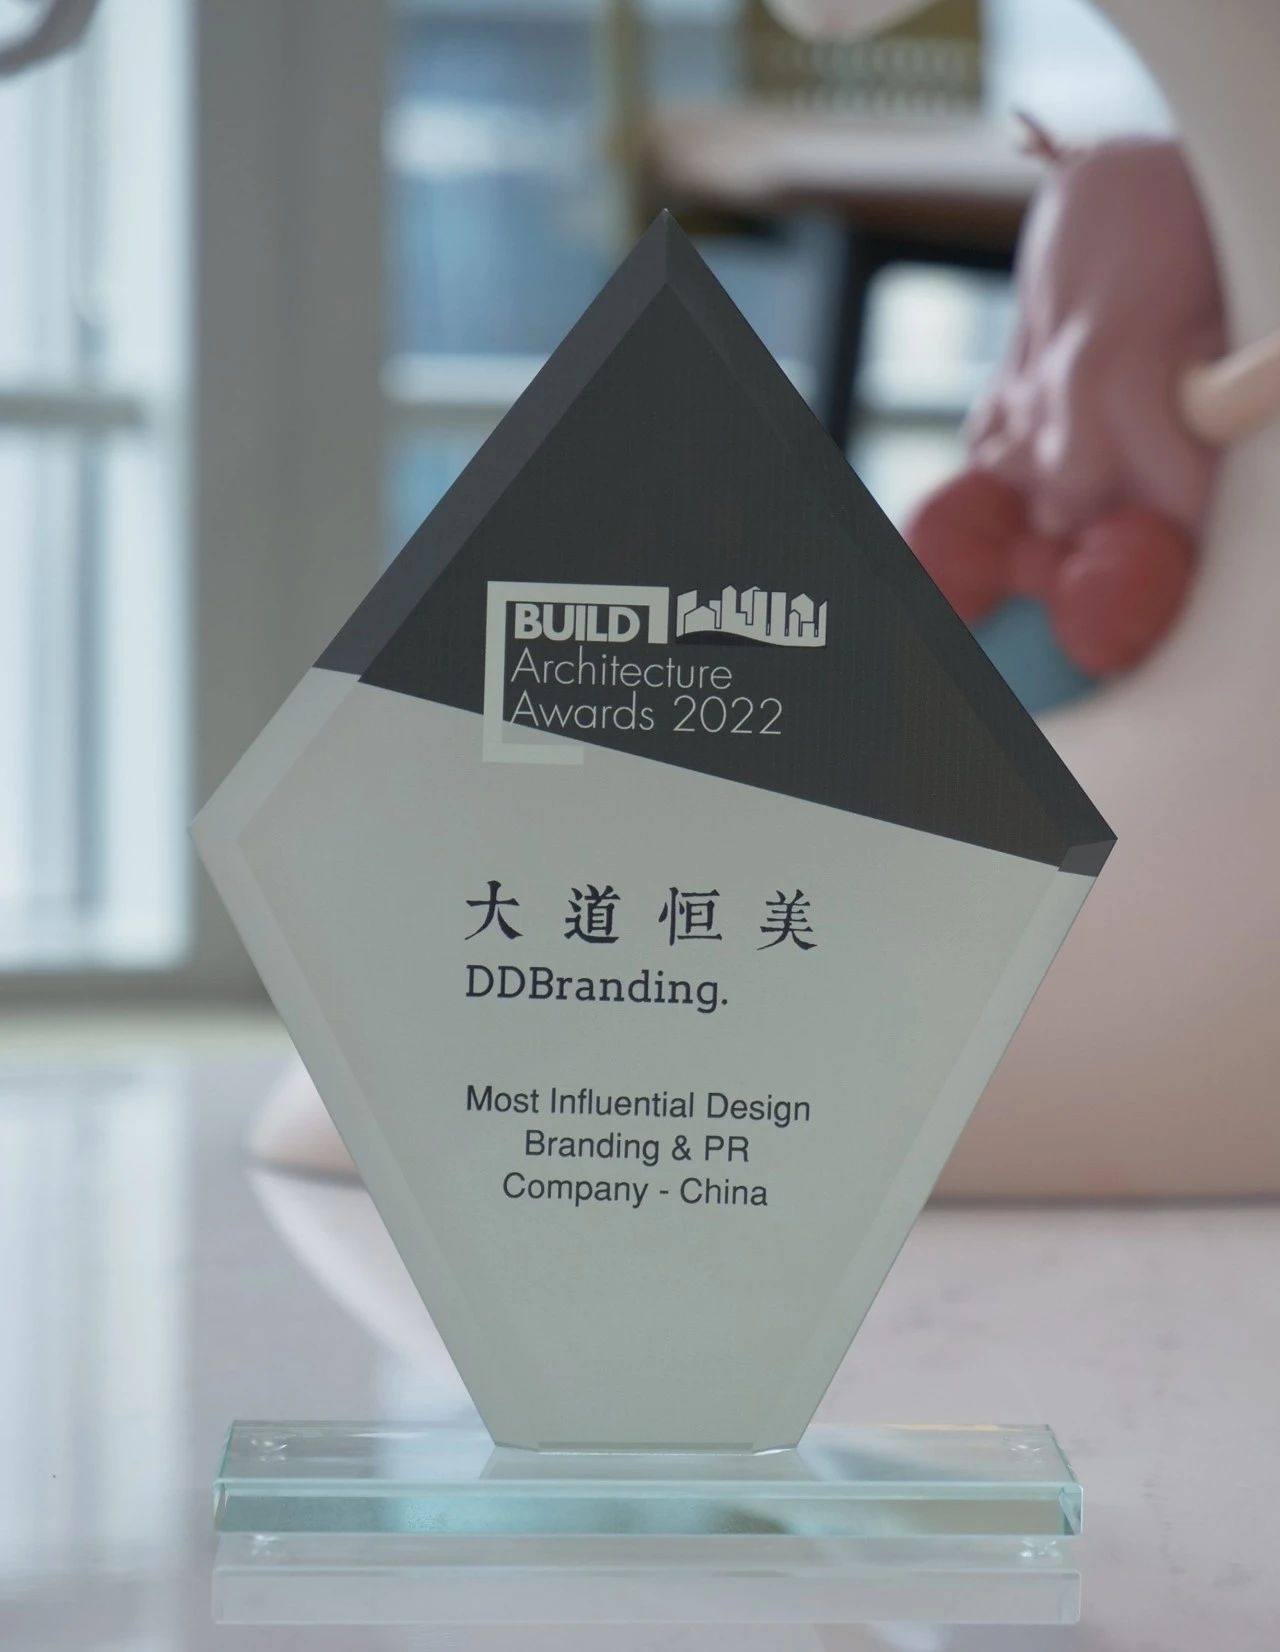 BUILD
Architecture
Awards 2022
大道恒美
DDBranding.
Most Influential Design
Branding & PR
Company - China